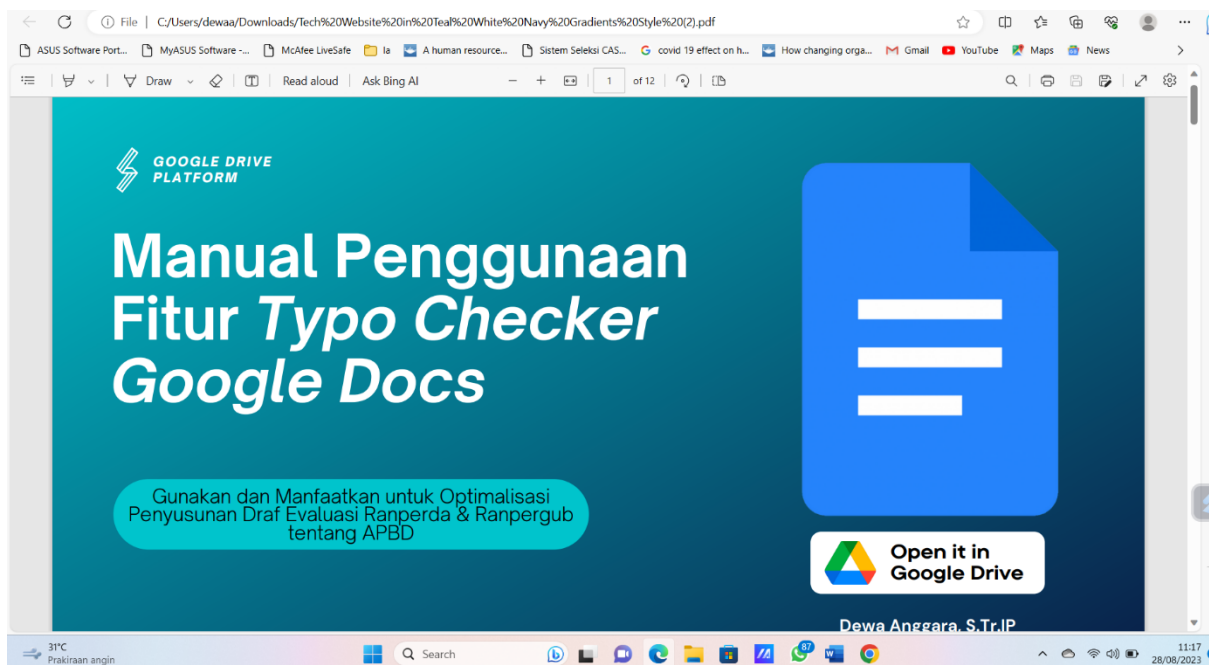 File | C:/Users/dewaa/Downloads/Tech%20Website%20in%20Teal%20White%20Navy%20Gradients%20Style%20(2).pdf
ASUS Software Port... MyASUS Software -... McAfee LiveSafe la A human resource... Sistem Seleksi CAS... covid 19 effect on h... How changing orga... Gmail YouTube Maps News
Draw Read aloud Ask Bing AI 1 of 12
GOOGLE DRIVE
PLATFORM
Manual Penggunaan
Fitur Typo Checker
Google Docs
Gunakan dan Manfaatkan untuk Optimalisasi
Penyusunan Draf Evaluasi Ranperda & Ranpergub
tentang APBD
Open it in
Google Drive
Dewa Anggara, S.Tr.IP
31°C
Prakiraan angin
Search
87
11:17
28/08/2023